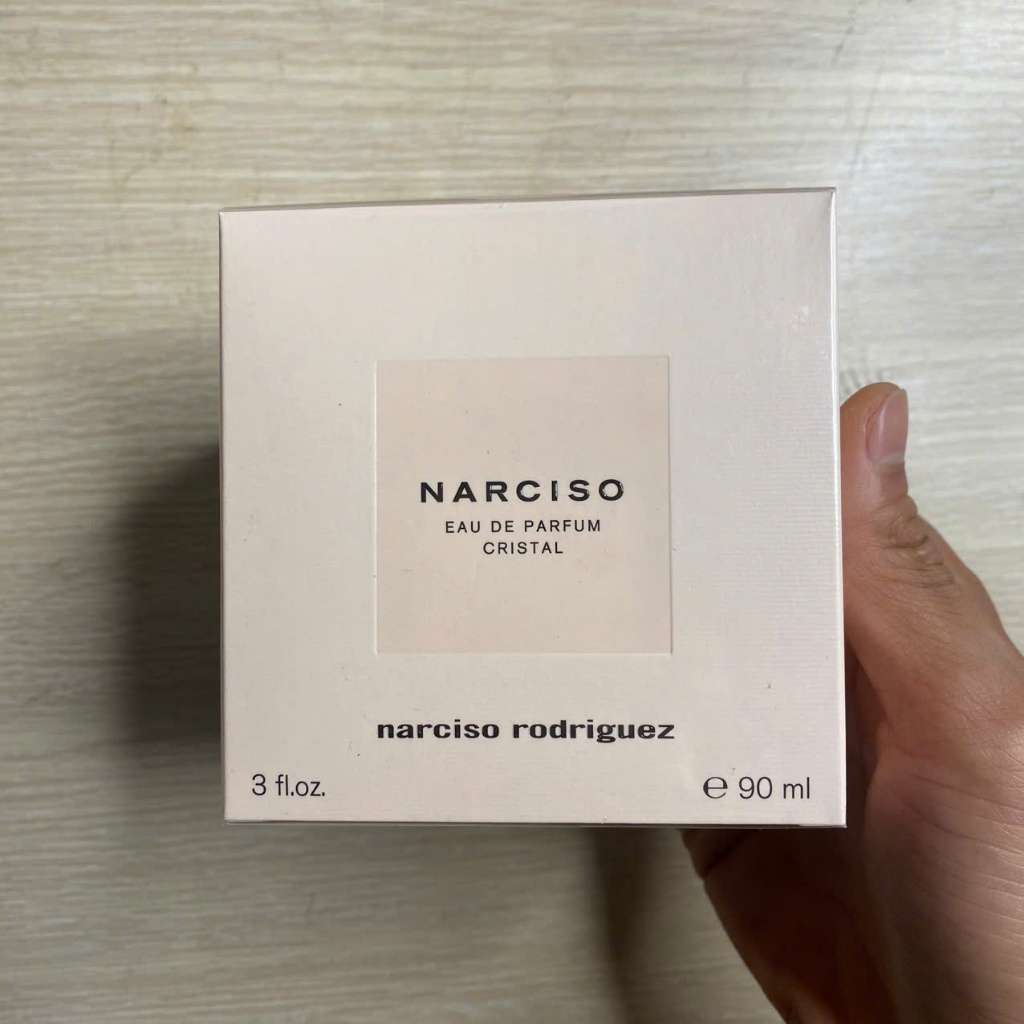 NARCISO
EAU DE PARFUM
CRISTAL
narciso rodriguez
3 fl.oz.
℮ 90 ml